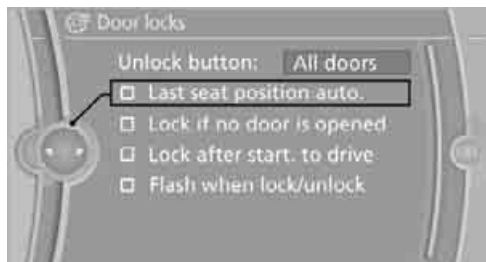 Door locks
Unlock button: All doors
Last seat position auto.
Lock if no door is opened
Lock after start. to drive
Flash when lock/unlock